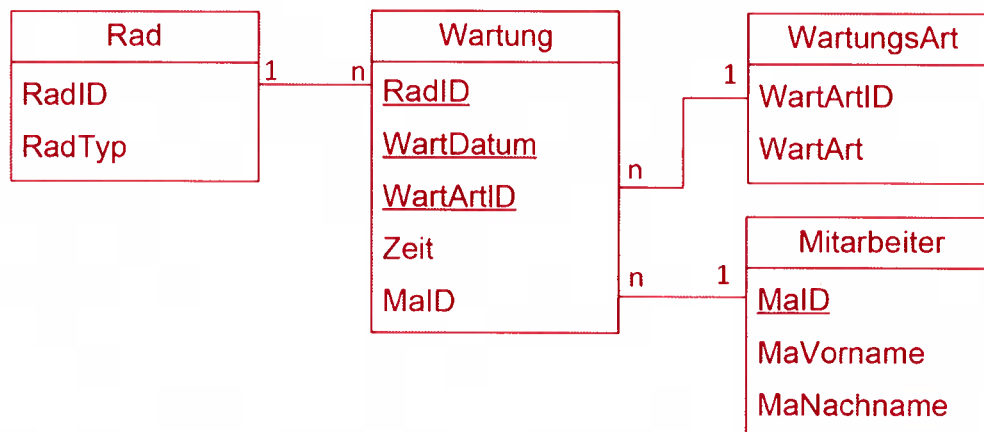 Rad
RadID
RadTyp
1
n
Wartung
RadID
WartDatum
WartArtID
Zeit
MaID
n
1
n
1
WartungsArt
WartArtID
WartArt
Mitarbeiter
MaID
MaVorname
MaNachname